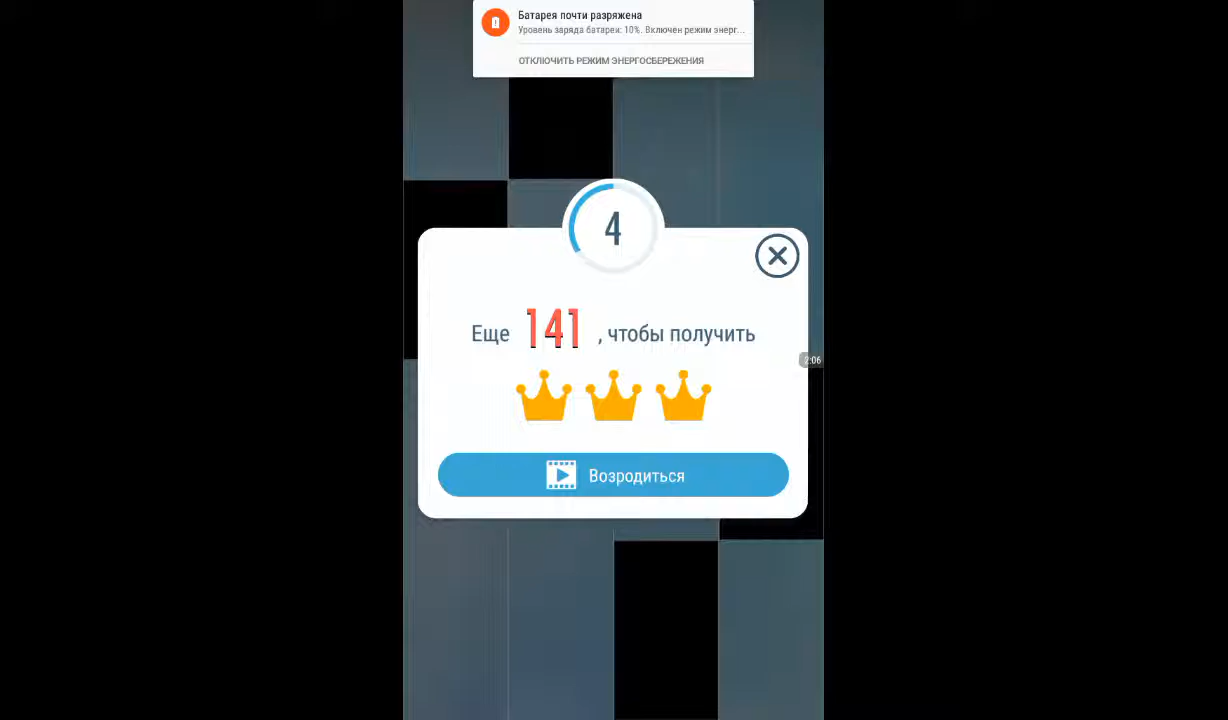 Батарея почти разряжена
Уровень заряда батареи: 10%. Включен режим энерг...
ОТКЛЮЧИТЬ РЕЖИМ ЭНЕРГОСБЕРЕЖЕНИЯ
4
Еще 141 , чтобы получить
2:06
Возродиться